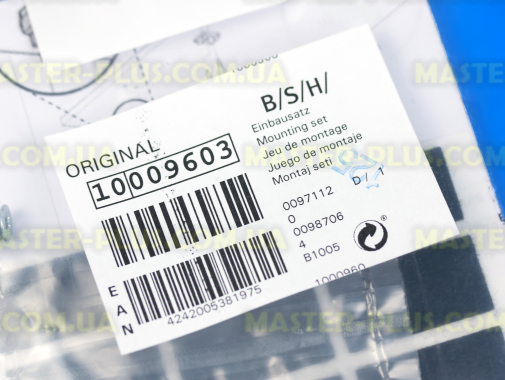 MASTER-PLUS.COM.UA
B/S/H/
Einbausatz
Mounting set
Jeu de montage
Juego de montaje
Montaj seti
ORIGINAL
10009603
0097112 D / 1
0
0098706
4
B1005
EAN
4242005381975